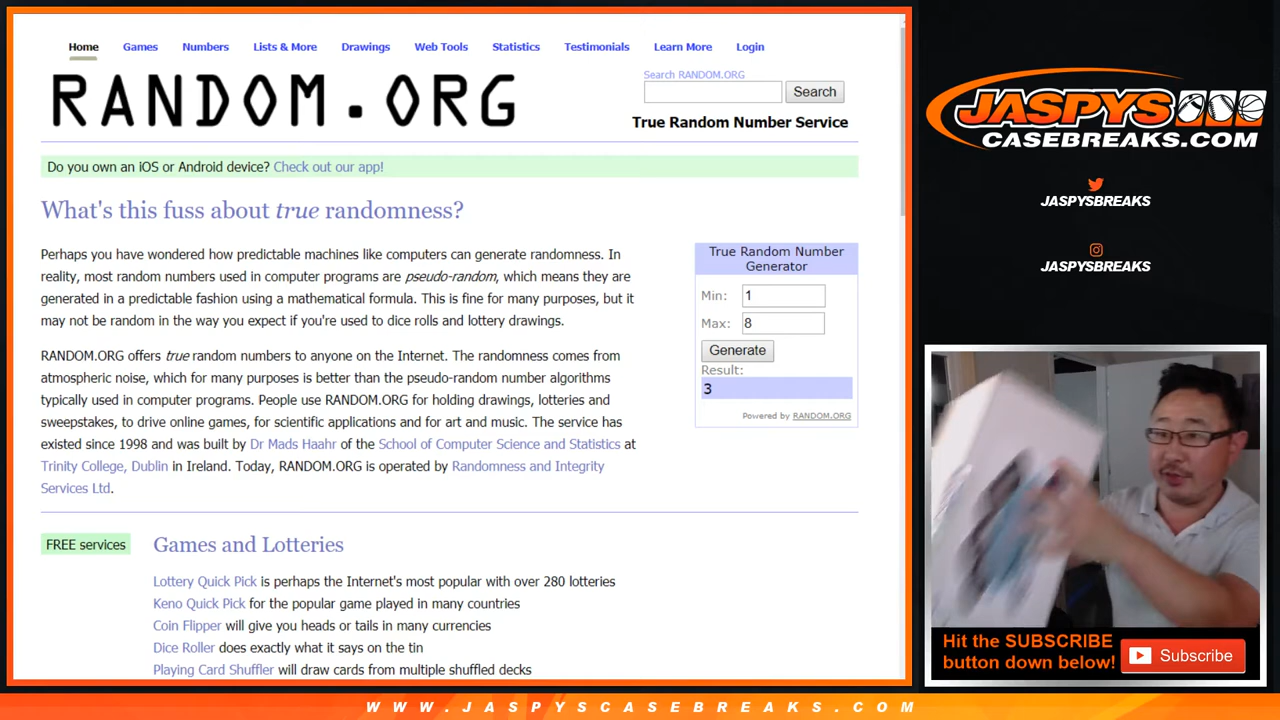 Home Games Numbers Lists & More Drawings Web Tools Statistics Testimonials Learn More Login
RANDOM.ORG
Search RANDOM.ORG
Search
True Random Number Service
Do you own an iOS or Android device? Check out our app!
What's this fuss about true randomness?
Perhaps you have wondered how predictable machines like computers can generate randomness. In
reality, most random numbers used in computer programs are pseudo-random, which means they are
generated in a predictable fashion using a mathematical formula. This is fine for many purposes, but it
may not be random in the way you expect if you're used to dice rolls and lottery drawings.
RANDOM.ORG offers true random numbers to anyone on the Internet. The randomness comes from
atmospheric noise, which for many purposes is better than the pseudo-random number algorithms
typically used in computer programs. People use RANDOM.ORG for holding drawings, lotteries and
sweepstakes, to drive online games, for scientific applications and for art and music. The service has
existed since 1998 and was built by Dr Mads Haahr of the School of Computer Science and Statistics at
Trinity College, Dublin in Ireland. Today, RANDOM.ORG is operated by Randomness and Integrity
Services Ltd.
True Random Number
Generator
Min: 1
Max: 8
Generate
Result:
3
Powered by RANDOM.ORG
FREE services
Games and Lotteries
Lottery Quick Pick is perhaps the Internet's most popular with over 280 lotteries
Keno Quick Pick for the popular game played in many countries
Coin Flipper will give you heads or tails in many currencies
Dice Roller does exactly what it says on the tin
Playing Card Shuffler will draw cards from multiple shuffled decks
JASPYS
CASEBREAKS.COM
JASPYSBREAKS
JASPYSBREAKS
Hit the SUBSCRIBE
button down below!
Subscribe
WWW.JASPYSCASEBREAKS.COM